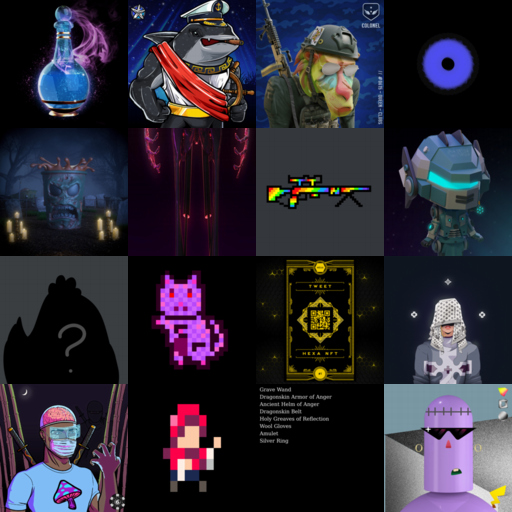 COLONEL
TWEET
HEXA NFT
?
Grave Wand
Dragonskin Armor of Anger
Ancient Helm of Anger
Dragonskin Belt
Holy Greaves of Reflection
Wool Gloves
Amulet
Silver Ring